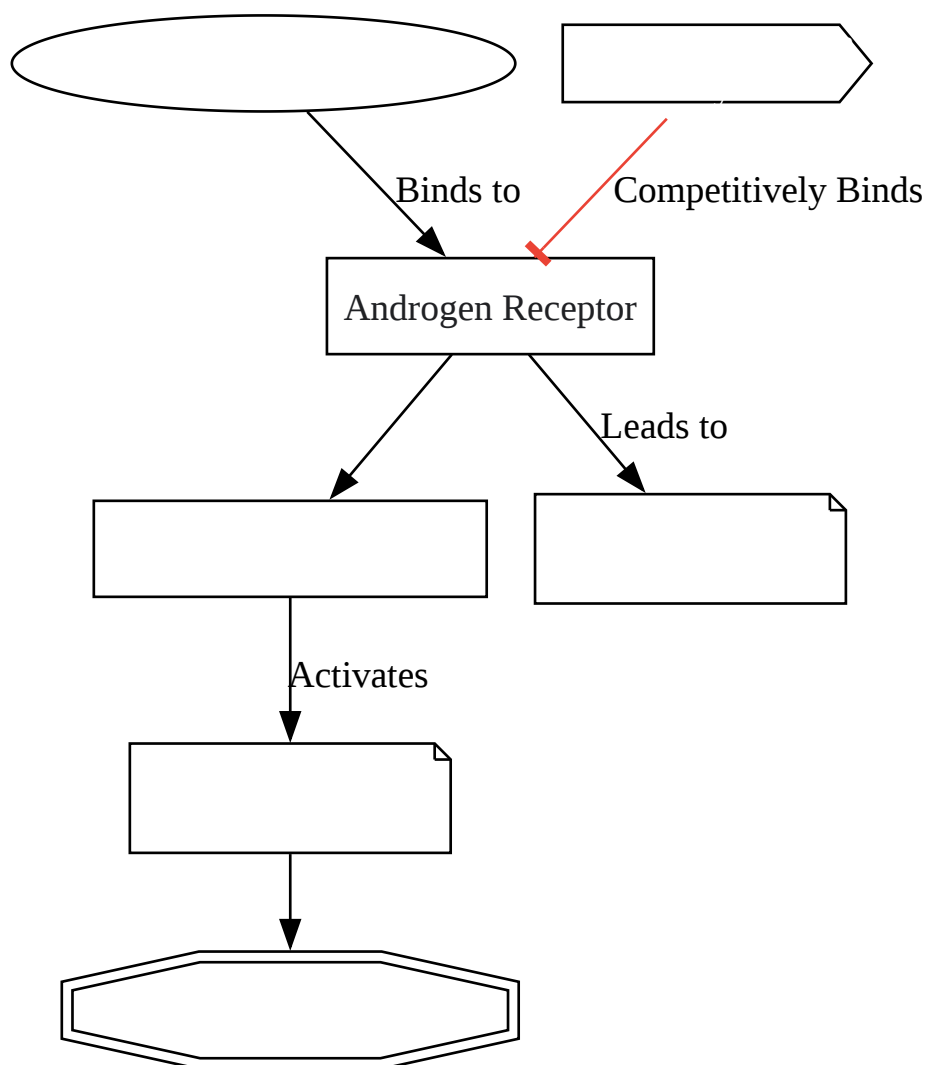 Binds to
Competitively Binds
Androgen Receptor
Leads to
Activates